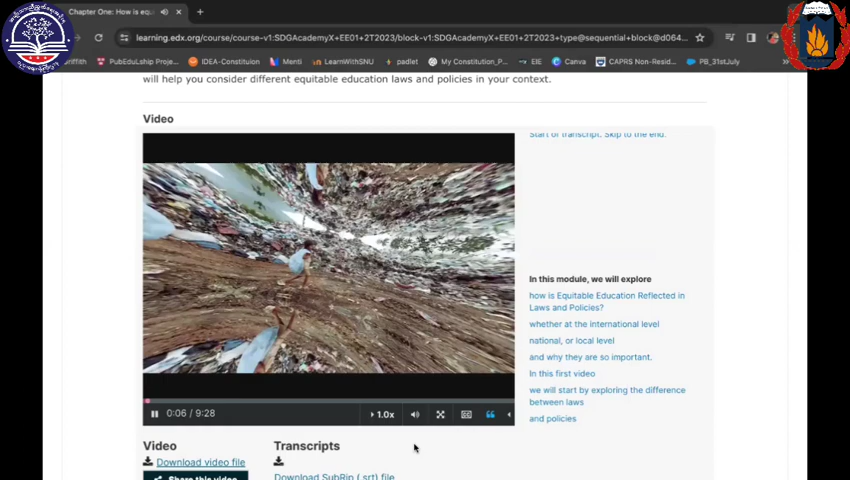 Chapter One: How is equ
learning.edx.org/course/course-v1:SDGAcademyX+EE01+2T2023/block-v1:SDGAcademyX+EE01+2T2023+type@sequential+block@d064...
riffith PubEduLship Proje... IDEA-Constituion Menti LearnWithSNU padlet My Constitution_P... EIE Canva CAPRS Non-Resid... PB_31stJuly
will help you consider different equitable education laws and policies in your context.
Video
Start of transcript. Skip to the end.
In this module, we will explore
how is Equitable Education Reflected in
Laws and Policies?
whether at the international level
national, or local level
and why they are so important.
In this first video
we will start by exploring the difference
between laws
and policies
0:06 / 9:28
1.0x
Video
Transcripts
Download video file
Share this video
Download SubRip (.srt) file